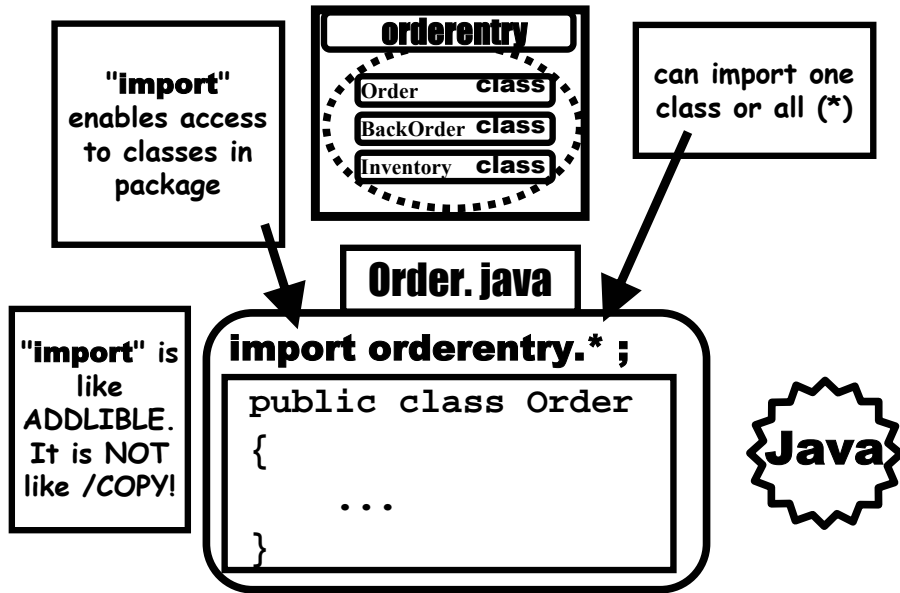 "import"
enables access
to classes in
package
orderentry
Order class
BackOrder class
Inventory class
can import one
class or all (*)
Order. java
"import" is
like
ADDLIBLE.
It is NOT
like /COPY!
import orderentry.* ;
public class Order
{
...
}
Java